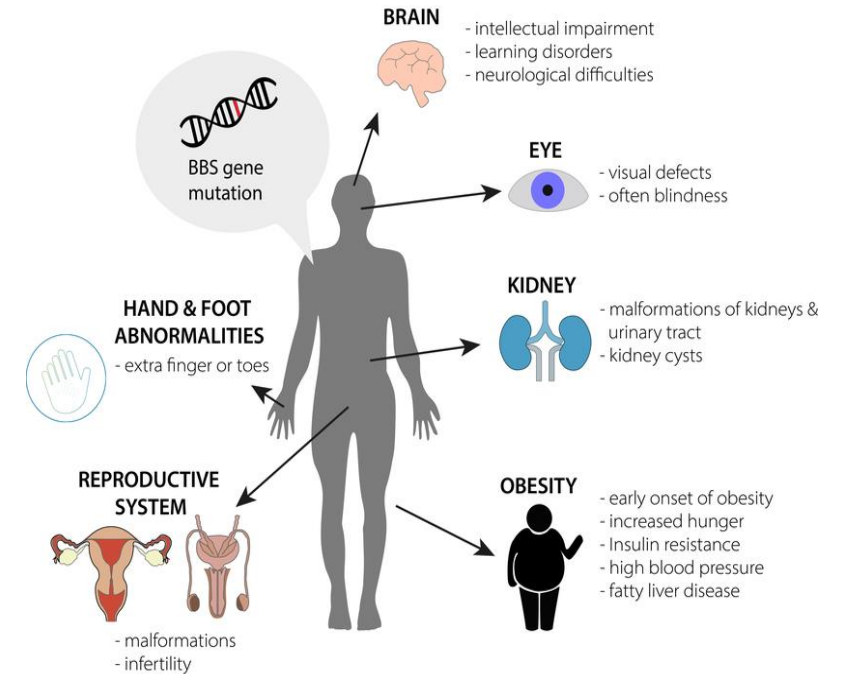 BRAIN
- intellectual impairment
- learning disorders
- neurological difficulties
BBS gene
mutation
EYE
- visual defects
- often blindness
KIDNEY
- malformations of kidneys &
urinary tract
- kidney cysts
HAND & FOOT
ABNORMALITIES
- extra finger or toes
REPRODUCTIVE
SYSTEM
- malformations
- infertility
OBESITY
- early onset of obesity
- increased hunger
- Insulin resistance
- high blood pressure
- fatty liver disease